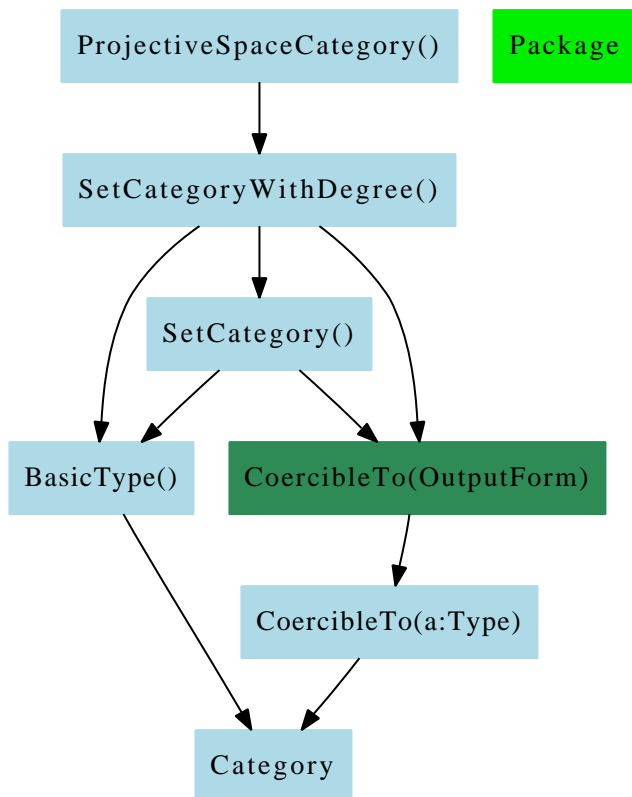 ProjectiveSpaceCategory()
Package
SetCategoryWithDegree()
SetCategory()
BasicType()
CoercibleTo(OutputForm)
CoercibleTo(a:Type)
Category